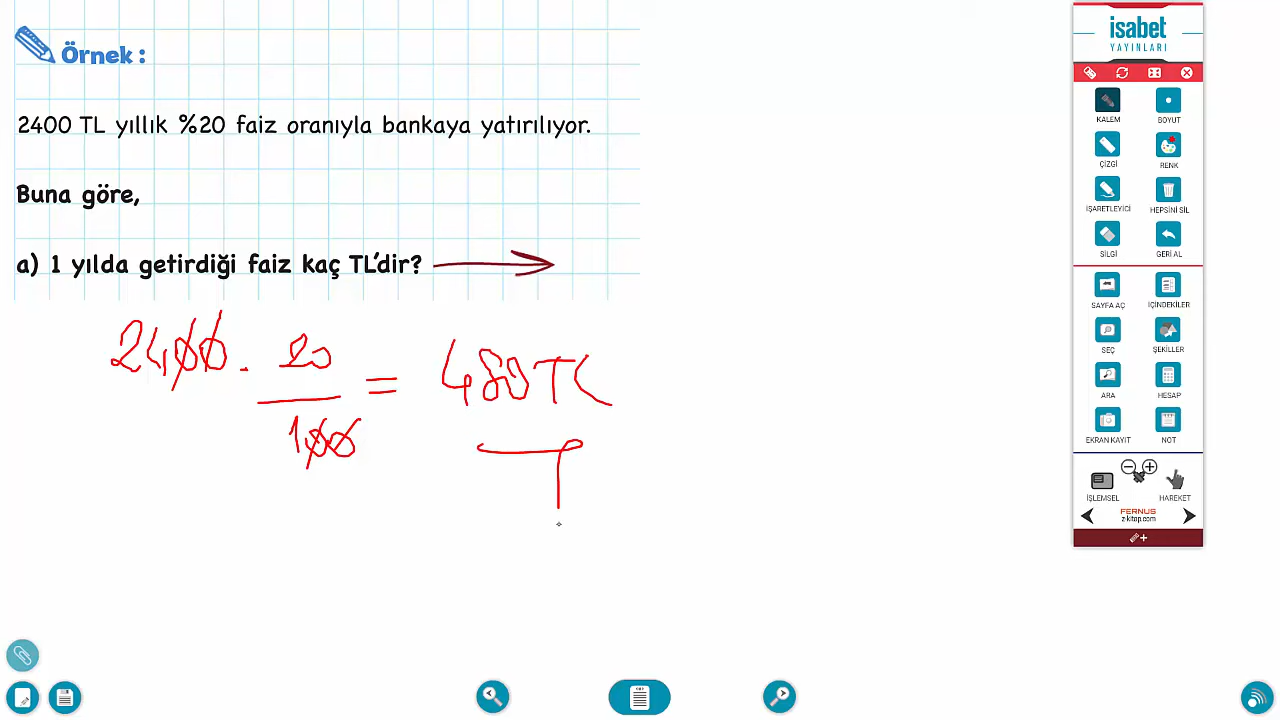 Örnek :
2400 TL yıllık %20 faiz oranıyla bankaya yatırılıyor.
Buna göre,
a) 1 yılda getirdiği faiz kaç TL'dir?
2400 . 20 / 100 = 480 TL
isabet
YAYINLARI
KALEM BOYUT
ÇİZGİ RENK
İŞARETLEYİCİ HEPSİNİ SİL
SİLGİ GERİ AL
SAYFA AÇ İÇİNDEKİLER
SEÇ ŞEKİLLER
ARA HESAP
EKRAN KAYIT NOT
İŞLEMSEL HAREKET
FERNUS
z-kitap.com